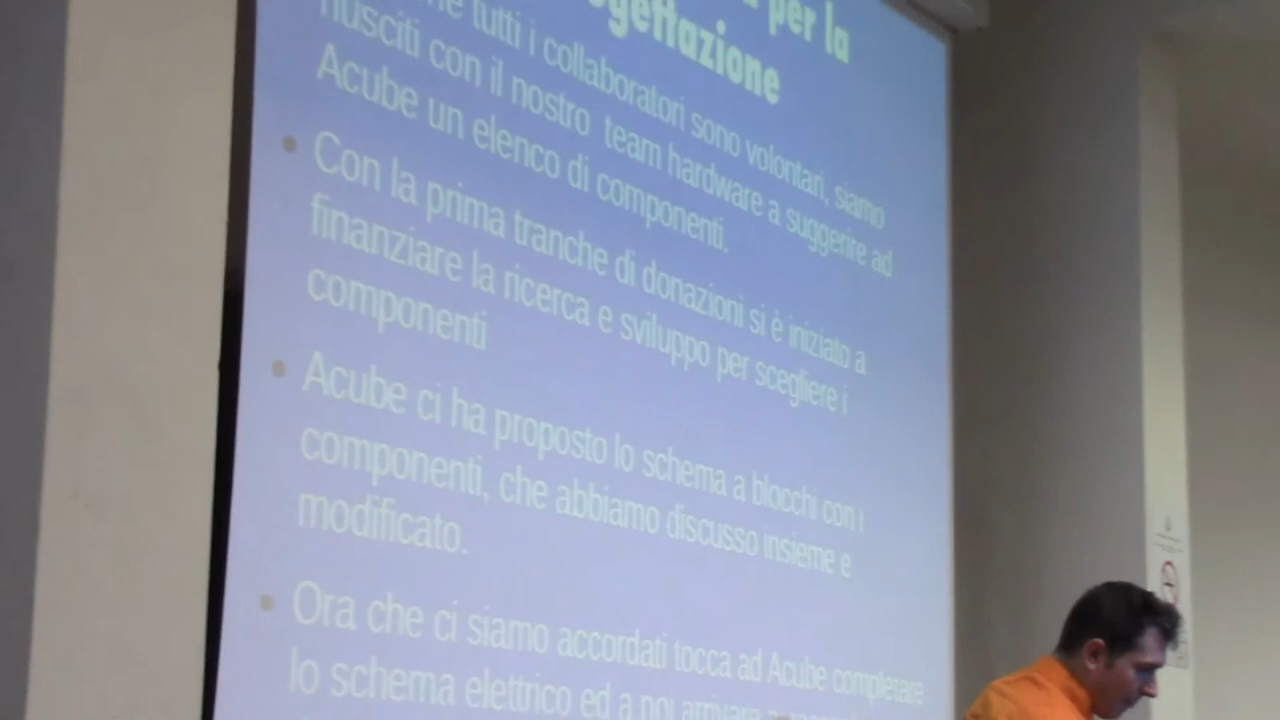 per la
tutti i collaboratori sono volontari, siamo
riusciti con il nostro team hardware a suggerire ad
Acube un elenco di componenti.
Con la prima tranche di donazioni si è iniziato a
finanziare la ricerca e sviluppo per scegliere i
componenti
Acube ci ha proposto lo schema a blocchi con i
componenti, che abbiamo discusso insieme e
modificato.
Ora che ci siamo accordati tocca ad Acube completare
lo schema elettrico ed a noi arrivare